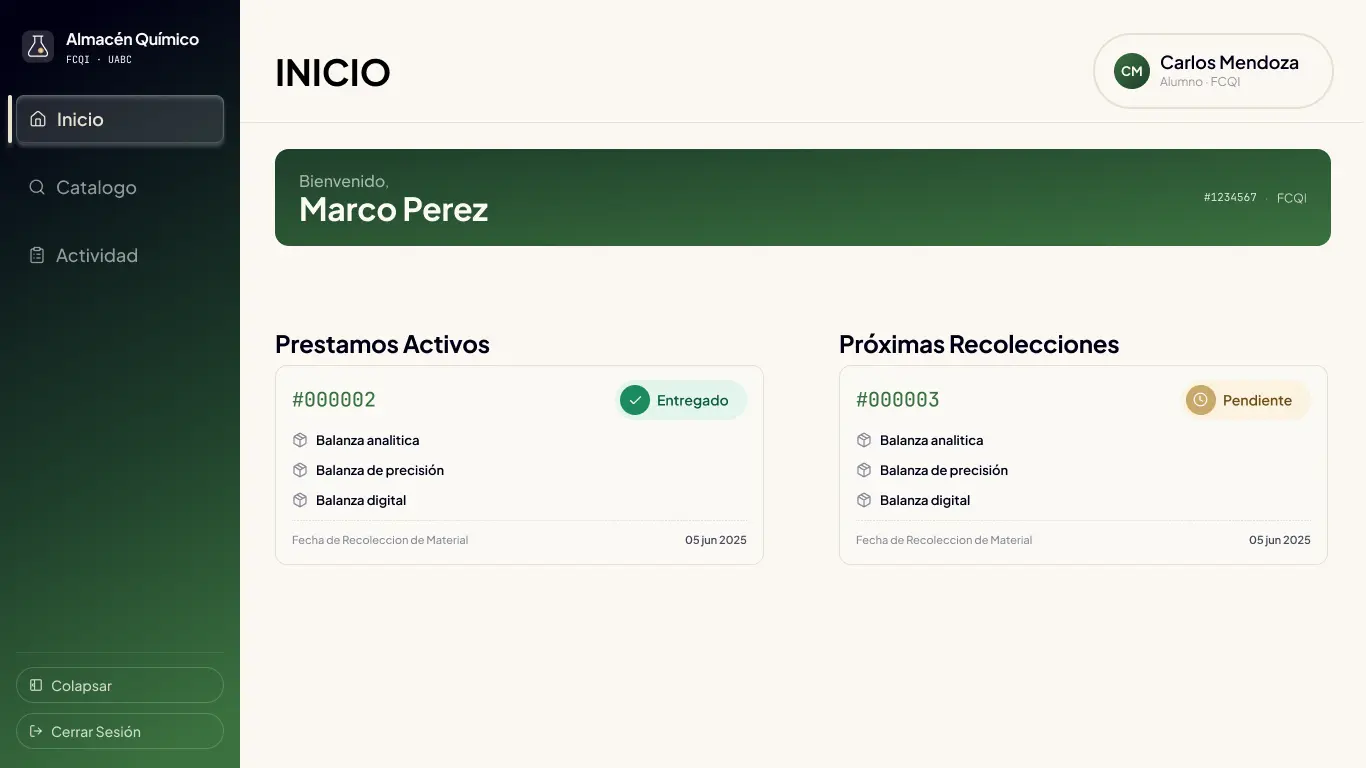 Almacén Químico
FCQI · UABC
Inicio
Catalogo
Actividad
Colapsar
Cerrar Sesión
INICIO
CM
Carlos Mendoza
Alumno · FCQI
Bienvenido,
Marco Perez
#1234567 · FCQI
Prestamos Activos
#000002
Entregado
Balanza analitica
Balanza de precisión
Balanza digital
Fecha de Recoleccion de Material
05 jun 2025
Próximas Recolecciones
#000003
Pendiente
Balanza analitica
Balanza de precisión
Balanza digital
Fecha de Recoleccion de Material
05 jun 2025